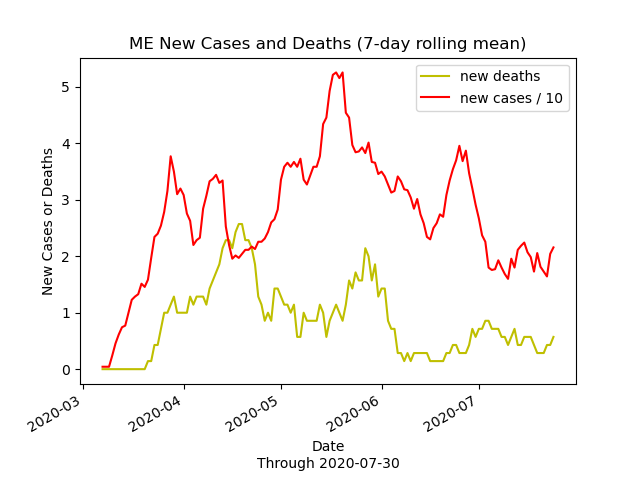 ME New Cases and Deaths (7-day rolling mean)
new deaths
new cases / 10
New Cases or Deaths
5
4
3
2
1
0
2020-03
2020-04
2020-05
2020-06
2020-07
Date
Through 2020-07-30